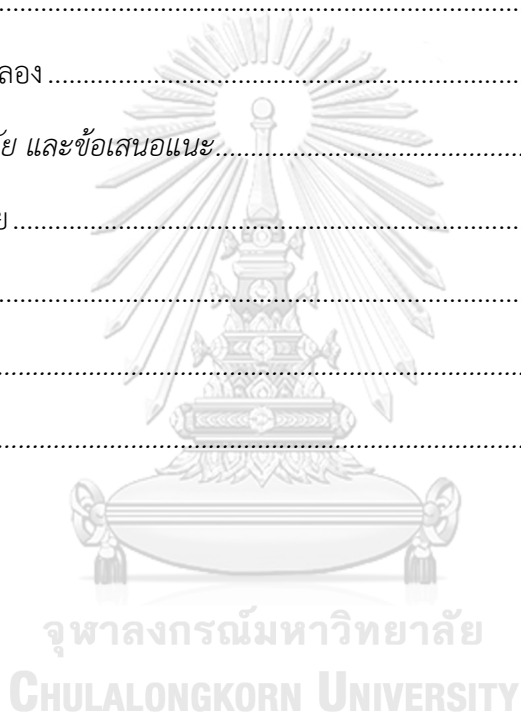 ..........................................................................................
ลอง ..........................................................................................
ัย และข้อเสนอแนะ..........................................................................................
ย ..........................................................................................
..........................................................................................
..........................................................................................
..........................................................................................
จุฬาลงกรณ์มหาวิทยาลัย
CHULALONGKORN UNIVERSITY